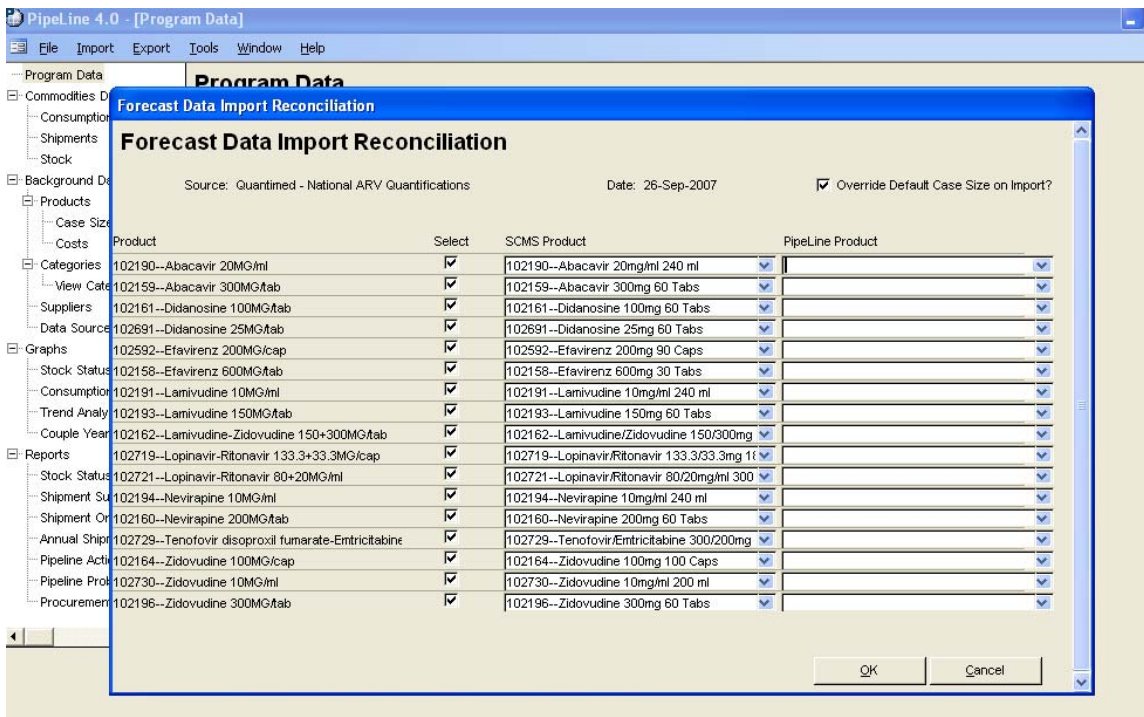 PipeLine 4.0 - [Program Data]
File Import Export Tools Window Help
Program Data
Program Data
Commodities D
Consumption
Shipments
Stock
Background Da
Products
Case Size
Costs
Categories
View Cate
Suppliers
Data Source
Graphs
Stock Status
Consumption
Trend Analy
Couple Year
Reports
Stock Status
Shipment Su
Shipment Or
Annual Shipr
Pipeline Acti
Pipeline Prob
Procurement
Forecast Data Import Reconciliation
Forecast Data Import Reconciliation
Source: Quantimed - National ARV Quantifications Date: 26-Sep-2007 Override Default Case Size on Import?
Product Select SCMS Product PipeLine Product
102190--Abacavir 20MG/ml 102190--Abacavir 20mg/ml 240 ml
102159--Abacavir 300MG/tab 102159--Abacavir 300mg 60 Tabs
102161--Didanosine 100MG/tab 102161--Didanosine 100mg 60 Tabs
102691--Didanosine 25MG/tab 102691--Didanosine 25mg 60 Tabs
102592--Efavirenz 200MG/cap 102592--Efavirenz 200mg 90 Caps
102158--Efavirenz 600MG/tab 102158--Efavirenz 600mg 30 Tabs
102191--Lamivudine 10MG/ml 102191--Lamivudine 10mg/ml 240 ml
102193--Lamivudine 150MG/tab 102193--Lamivudine 150mg 60 Tabs
102162--Lamivudine-Zidovudine 150+300MG/tab 102162--Lamivudine/Zidovudine 150/300mg
102719--Lopinavir-Ritonavir 133.3+33.3MG/cap 102719--Lopinavir/Ritonavir 133.3/33.3mg 18
102721--Lopinavir-Ritonavir 80+20MG/ml 102721--Lopinavir/Ritonavir 80/20mg/ml 300
102194--Nevirapine 10MG/ml 102194--Nevirapine 10mg/ml 240 ml
102160--Nevirapine 200MG/tab 102160--Nevirapine 200mg 60 Tabs
102729--Tenofovir disoproxil fumarate-Emtricitabine 102729--Tenofovir/Emtricitabine 300/200mg
102164--Zidovudine 100MG/cap 102164--Zidovudine 100mg 100 Caps
102730--Zidovudine 10MG/ml 102730--Zidovudine 10mg/ml 200 ml
102196--Zidovudine 300MG/tab 102196--Zidovudine 300mg 60 Tabs
OK Cancel